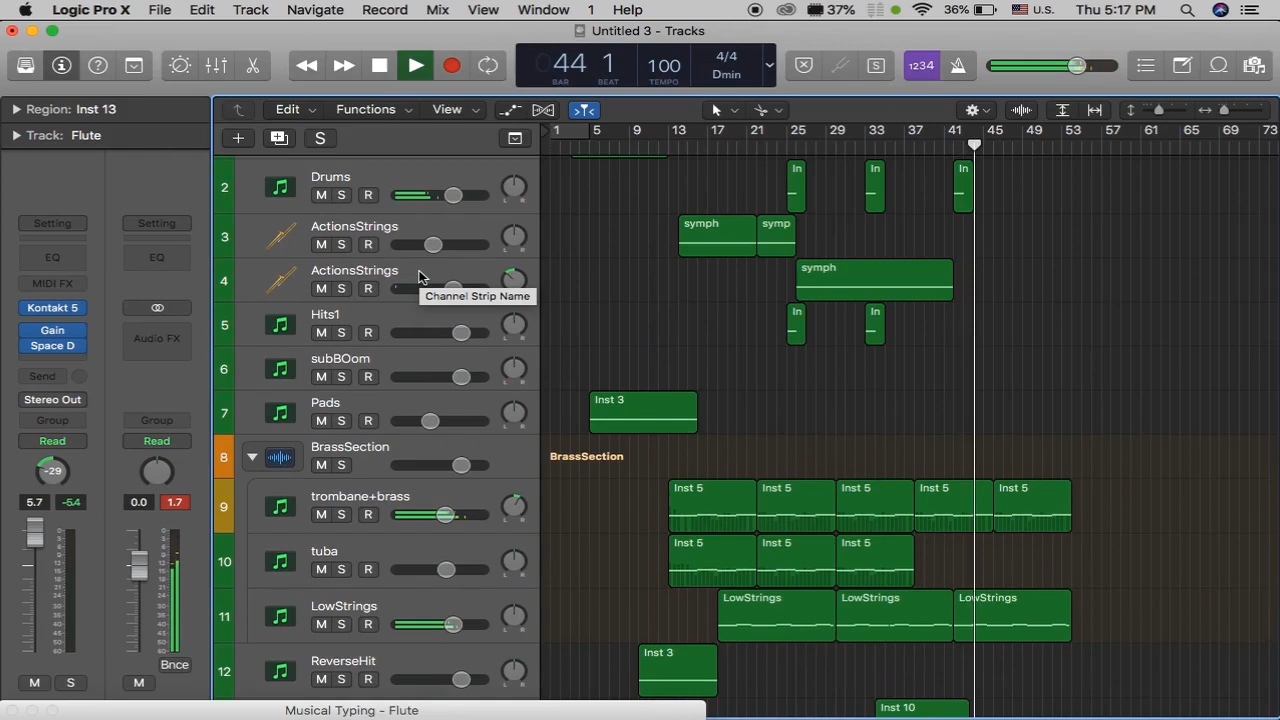 Logic Pro X File Edit Track Navigate Record Mix View Window 1 Help 37% 36% U.S. Thu 5:17 PM
Untitled 3 - Tracks
44 1 100 4/4
BAR BEAT TEMPO Dmin
1234
Region: Inst 13
Edit Functions View
Track: Flute
S
1 5 9 13 17 21 25 29 33 37 41 45 49 53 57 61 65 69 73
2 Drums M S R L R In In In
3 ActionsStrings M S R L R symph symp
4 ActionsStrings M S R symph
Channel Strip Name
5 Hits1 M S R L R In In
6 subBOom M S R L R
7 Pads M S R L R Inst 3
8 BrassSection M S BrassSection
9 trombane+brass M S R L R Inst 5 Inst 5 Inst 5 Inst 5 Inst 5
10 tuba M S R L R Inst 5 Inst 5 Inst 5
11 LowStrings M S R L R LowStrings LowStrings LowStrings
12 ReverseHit M S R L R Inst 3
Inst 10
Setting Setting
EQ EQ
MIDI FX
Kontakt 5
Gain Audio FX
Space D
Send
Stereo Out
Group Group
Read Read
-29
5.7 -5.4 0.0 1.7
Bnce
M S M
Musical Typing - Flute